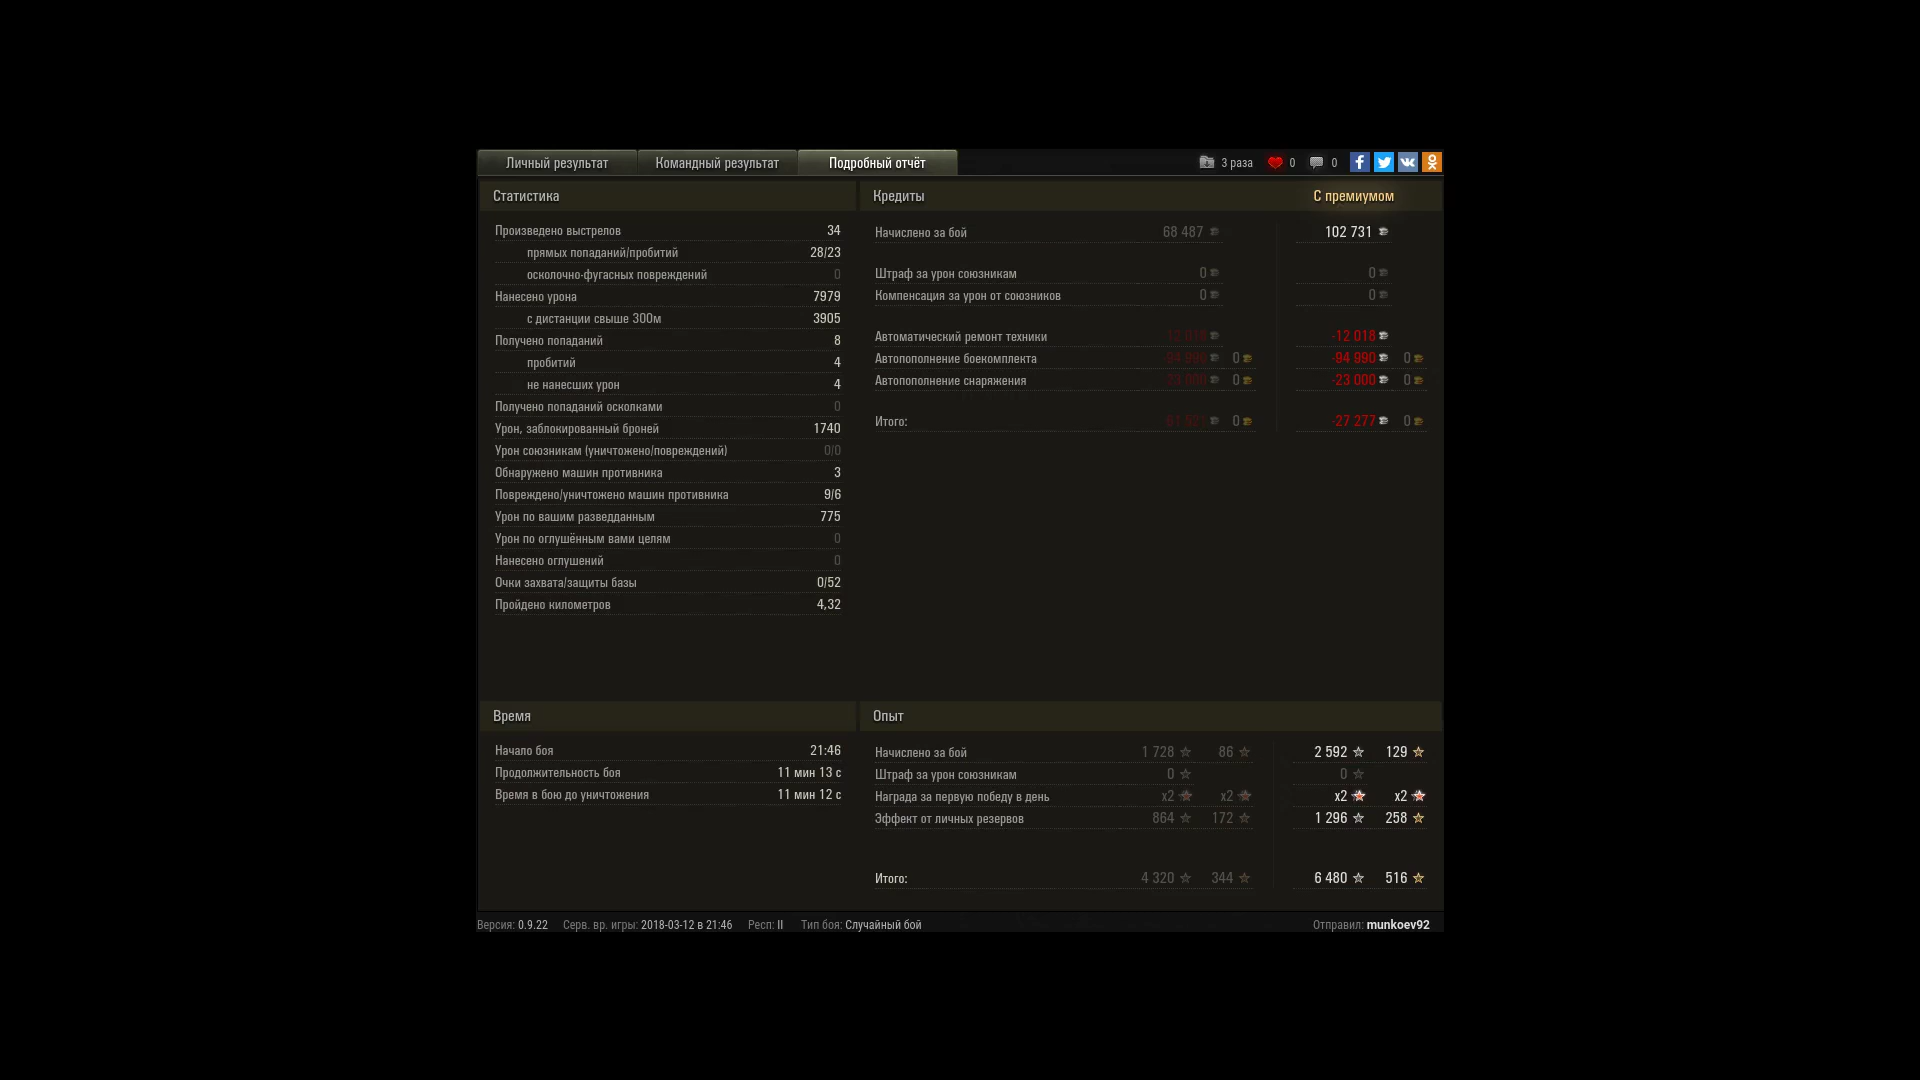 Личный результат Командный результат Подробный отчёт 3 раза 0 0
Статистика
Произведено выстрелов 34
прямых попаданий/пробитий 28/23
осколочно-фугасных повреждений 0
Нанесено урона 7979
с дистанции свыше 300м 3905
Получено попаданий 8
пробитий 4
не нанесших урон 4
Получено попаданий осколками 0
Урон, заблокированный броней 1740
Урон союзникам (уничтожено/повреждений) 0/0
Обнаружено машин противника 3
Повреждено/уничтожено машин противника 9/6
Урон по вашим разведданным 775
Урон по оглушённым вами целям 0
Нанесено оглушений 0
Очки захвата/защиты базы 0/52
Пройдено километров 4,32
Кредиты С премиумом
Начислено за бой 68 487 102 731
Штраф за урон союзникам 0 0
Компенсация за урон от союзников 0 0
Автоматический ремонт техники -12 018
Автопополнение боекомплекта -94 990 0 -94 990 0
Автопополнение снаряжения 0 -23 000 0
Итого: 0 -27 277 0
Время
Начало боя 21:46
Продолжительность боя 11 мин 13 с
Время в бою до уничтожения 11 мин 12 с
Опыт
Начислено за бой 1 728 86 2 592 129
Штраф за урон союзникам 0 0
Награда за первую победу в день x2 x2 x2 x2
Эффект от личных резервов 864 172 1 296 258
Итого: 4 320 344 6 480 516
Версия: 0.9.22 Серв. вр. игры: 2018-03-12 в 21:46 Респ: II Тип боя: Случайный бой Отправил: munkoev92